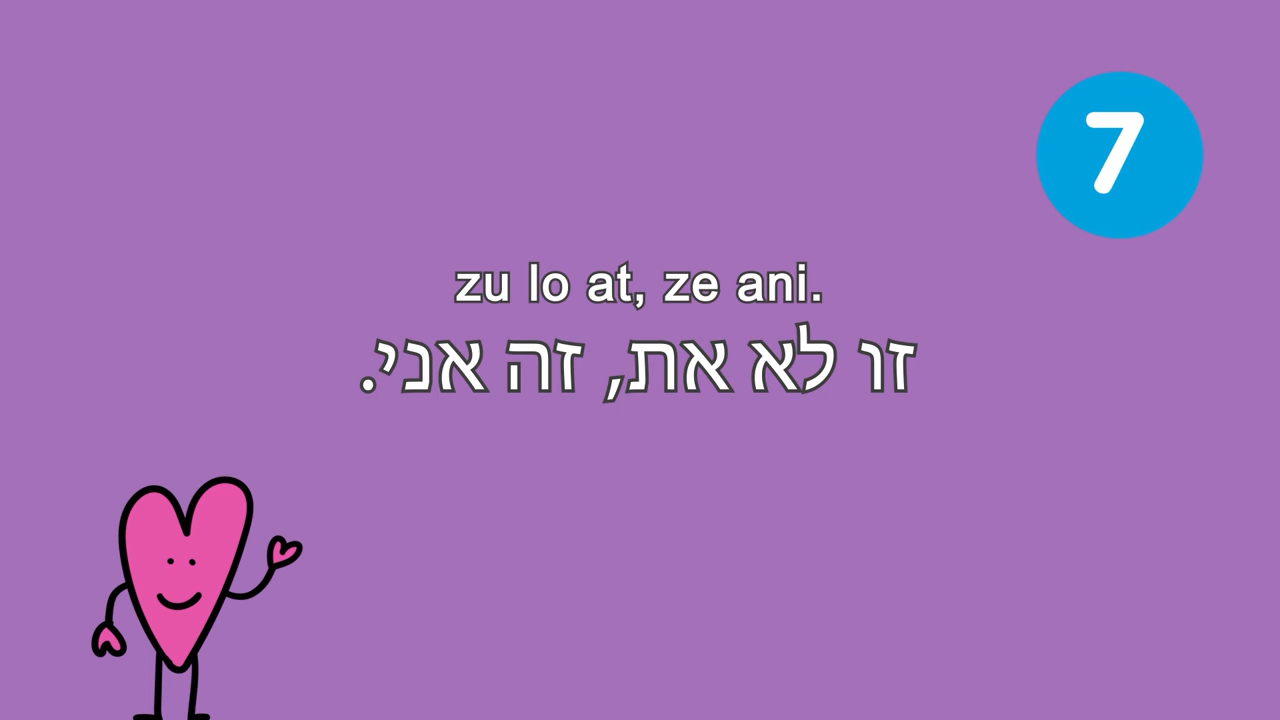 7
zu lo at, ze ani.
זו לא את, זה אני.